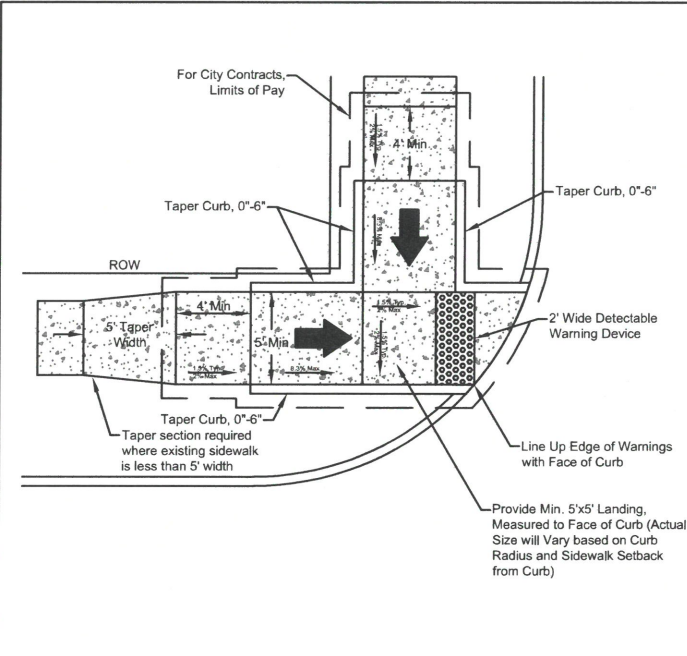 For City Contracts,
Limits of Pay
4' Min
Taper Curb, 0"-6"
Taper Curb, 0"-6"
8.3% Max
ROW
4' Min
1.5% Typ
2% Max
5' Taper
Width
5' Min
2' Wide Detectable
Warning Device
1.5% Typ
2% Max
8.3% Max
Taper Curb, 0"-6"
Taper section required
where existing sidewalk
is less than 5' width
Line Up Edge of Warnings
with Face of Curb
Provide Min. 5'x5' Landing,
Measured to Face of Curb (Actual
Size will Vary based on Curb
Radius and Sidewalk Setback
from Curb)